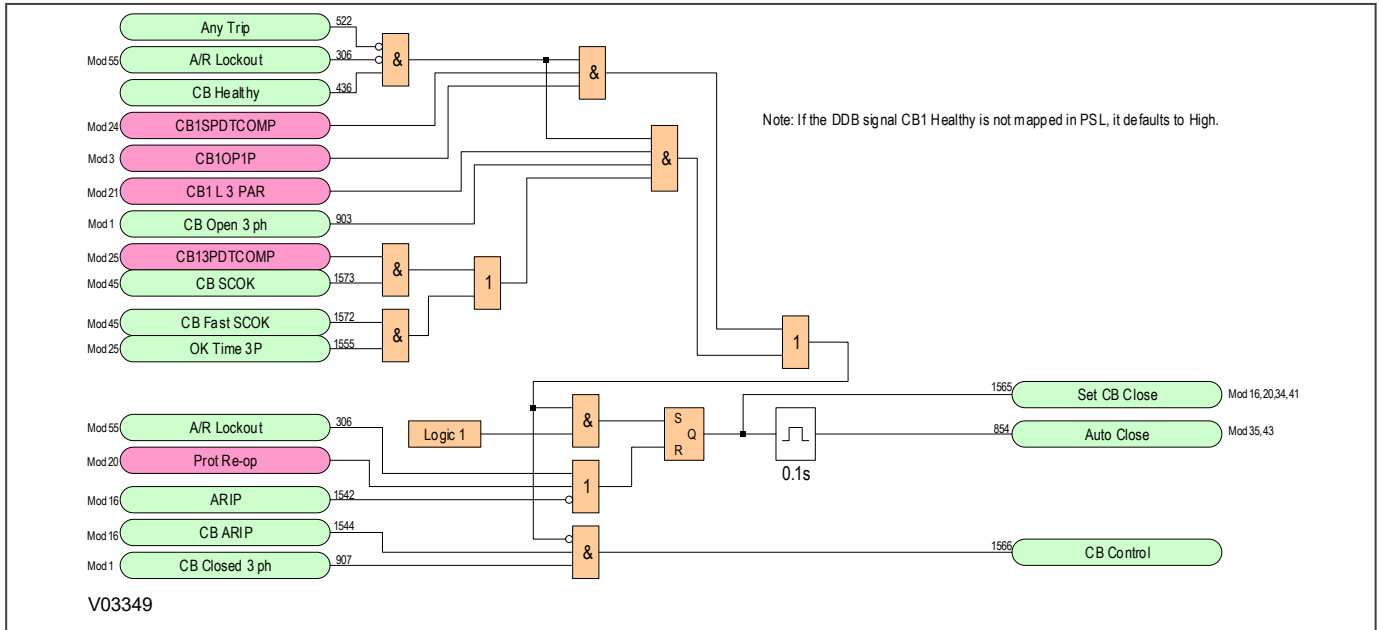 Any Trip 522
&
Mod 55 A/R Lockout 306
&
CB Healthy 436
Mod 24 CB1SPDTCOMP
Note: If the DDB signal CB1 Healthy is not mapped in PSL, it defaults to High.
Mod 3 CB1OP1P
&
Mod 21 CB1 L 3 PAR
Mod 1 CB Open 3 ph 903
Mod 25 CB13PDTCOMP
&
1
Mod 45 CB SCOK 1573
Mod 45 CB Fast SCOK 1572
&
1
Mod 25 OK Time 3P 1555
1565 Set CB Close Mod 16,20,34,41
Mod 55 A/R Lockout 306
Logic 1
&
S
Q
R
854 Auto Close Mod 35,43
Mod 20 Prot Re-op
0.1s
1
Mod 16 ARIP 1542
Mod 16 CB ARIP 1544
&
1566 CB Control
Mod 1 CB Closed 3 ph 907
V03349